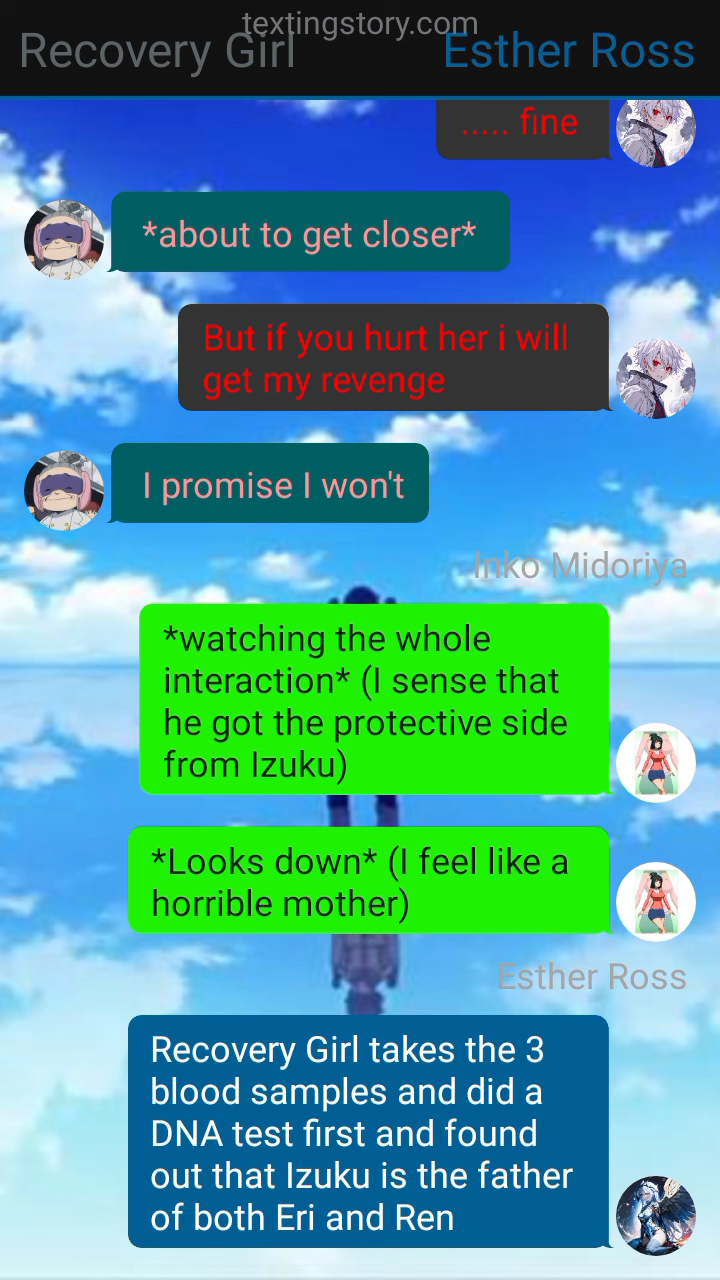 textingstory.com
Recovery Girl
Esther Ross
..... fine
*about to get closer*
But if you hurt her i will
get my revenge
I promise I won't
Inko Midoriya
*watching the whole
interaction* (I sense that
he got the protective side
from Izuku)
*Looks down* (I feel like a
horrible mother)
Esther Ross
Recovery Girl takes the 3
blood samples and did a
DNA test first and found
out that Izuku is the father
of both Eri and Ren